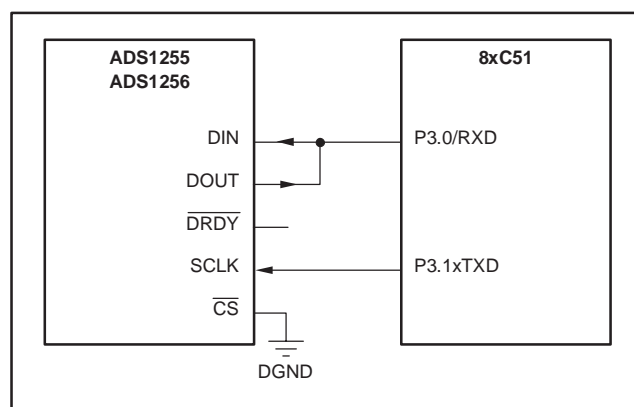 ADS1255
ADS1256
8xC51
DIN
P3.0/RXD
DOUT
DRDY
SCLK
P3.1xTXD
CS
DGND